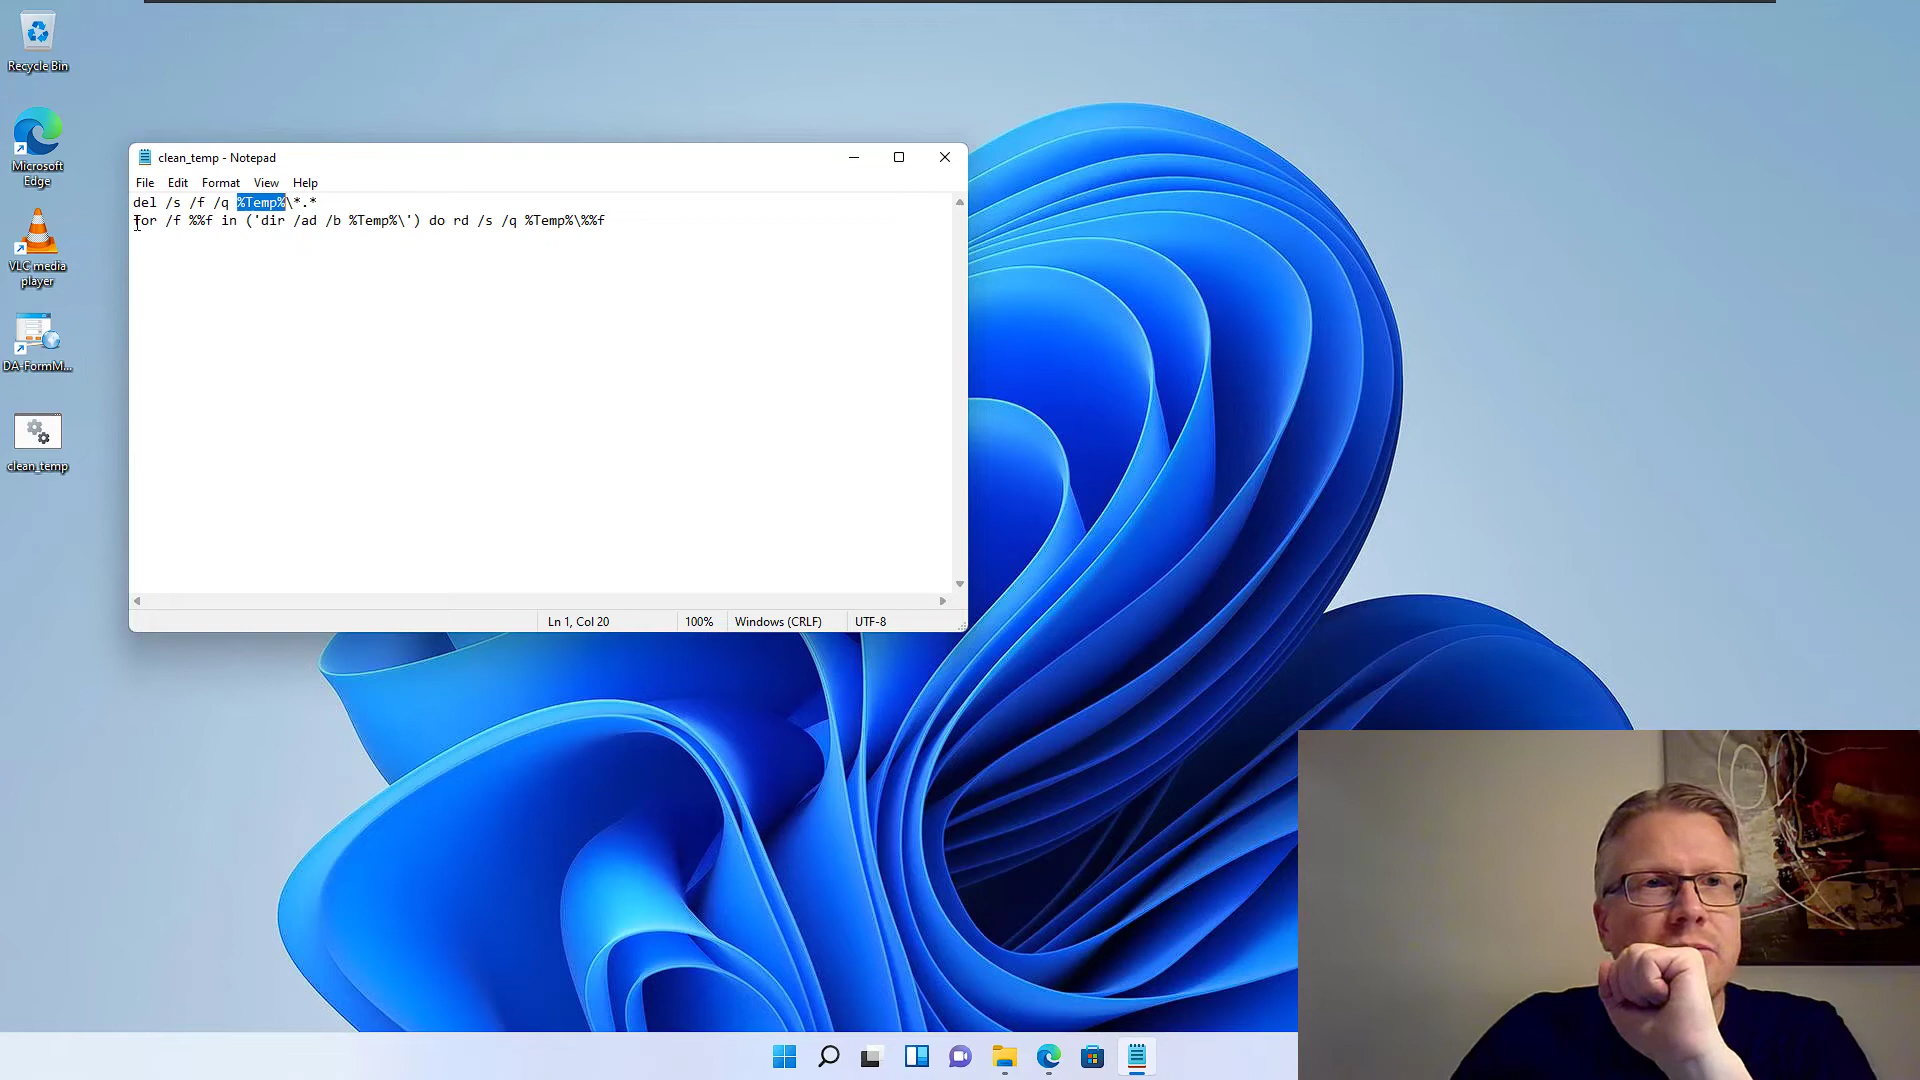 Recycle Bin
Microsoft
Edge
VLC media
player
DA-FormM...
clean_temp
clean_temp - Notepad
File Edit Format View Help
del /s /f /q %Temp%\*.*
for /f %%f in ('dir /ad /b %Temp%\') do rd /s /q %Temp%\%%f
Ln 1, Col 20 100% Windows (CRLF) UTF-8